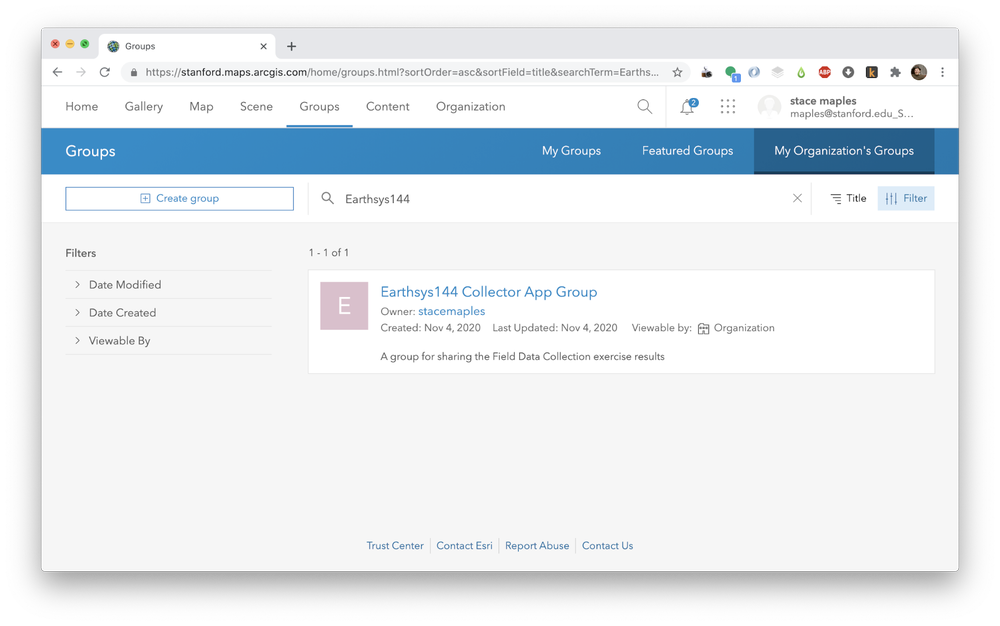 Groups
https://stanford.maps.arcgis.com/home/groups.html?sortOrder=asc&sortField=title&searchTerm=Earths...
1
ABP
k
Home Gallery Map Scene Groups Content Organization
2
stace maples
maples@stanford.edu_S...
Groups My Groups Featured Groups My Organization's Groups
Create group Earthsys144 Title Filter
Filters
Date Modified
Date Created
Viewable By
1 - 1 of 1
E
Earthsys144 Collector App Group
Owner: stacemaples
Created: Nov 4, 2020 Last Updated: Nov 4, 2020 Viewable by: Organization
A group for sharing the Field Data Collection exercise results
Trust Center Contact Esri Report Abuse Contact Us